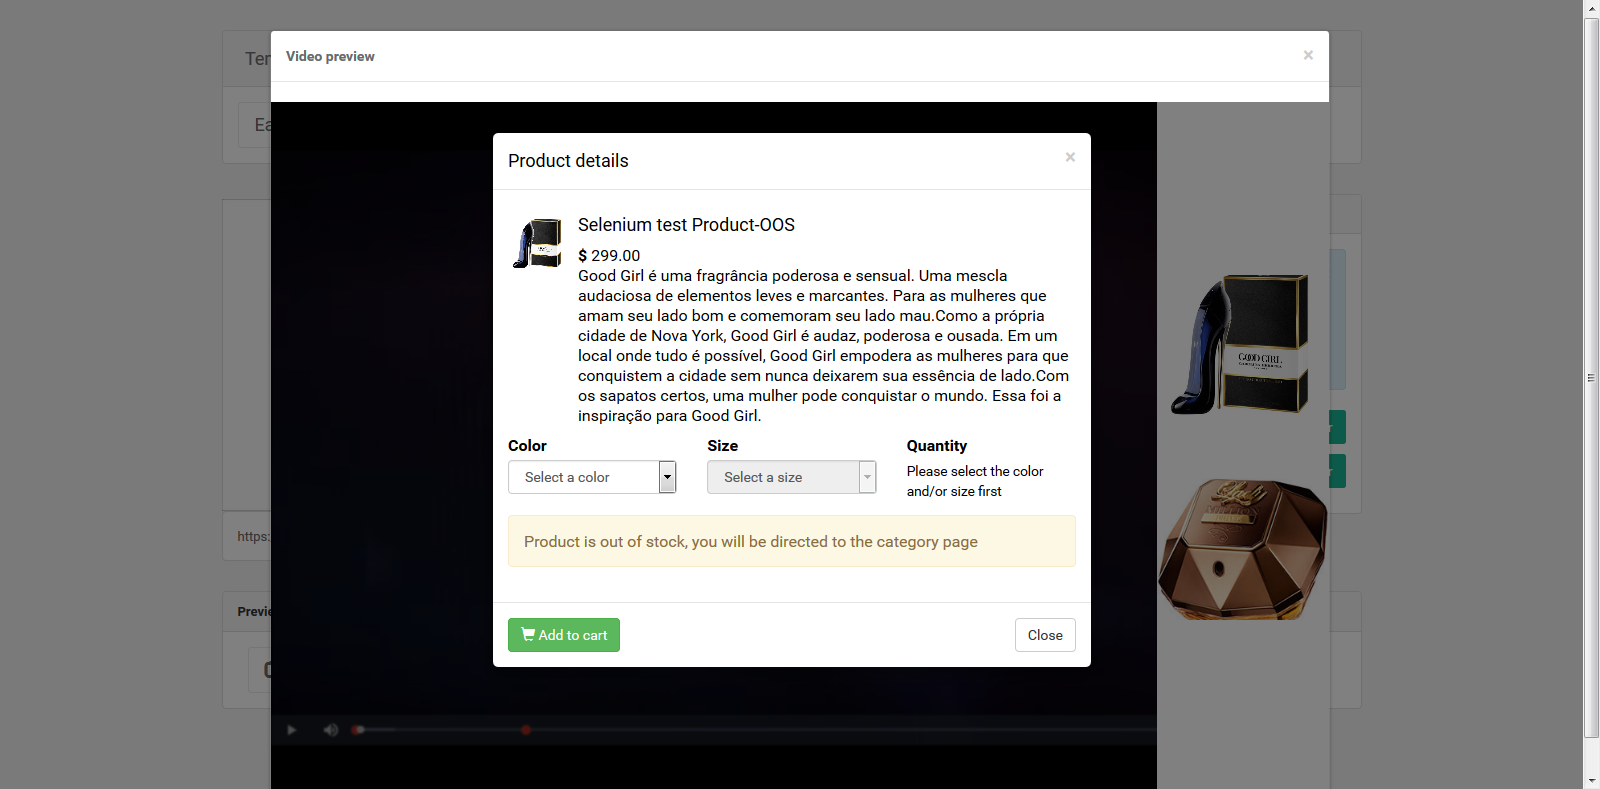 Video preview
×
Product details
×
Selenium test Product-OOS
$ 299.00
Good Girl é uma fragrância poderosa e sensual. Uma mescla
audaciosa de elementos leves e marcantes. Para as mulheres que
amam seu lado bom e comemoram seu lado mau.Como a própria
cidade de Nova York, Good Girl é audaz, poderosa e ousada. Em um
local onde tudo é possível, Good Girl empodera as mulheres para que
conquistem a cidade sem nunca deixarem sua essência de lado.Com
os sapatos certos, uma mulher pode conquistar o mundo. Essa foi a
inspiração para Good Girl.
Color
Size
Quantity
Select a color
Select a size
Please select the color
and/or size first
Product is out of stock, you will be directed to the category page
Add to cart
Close
GOOD GIRL
https:
Previe